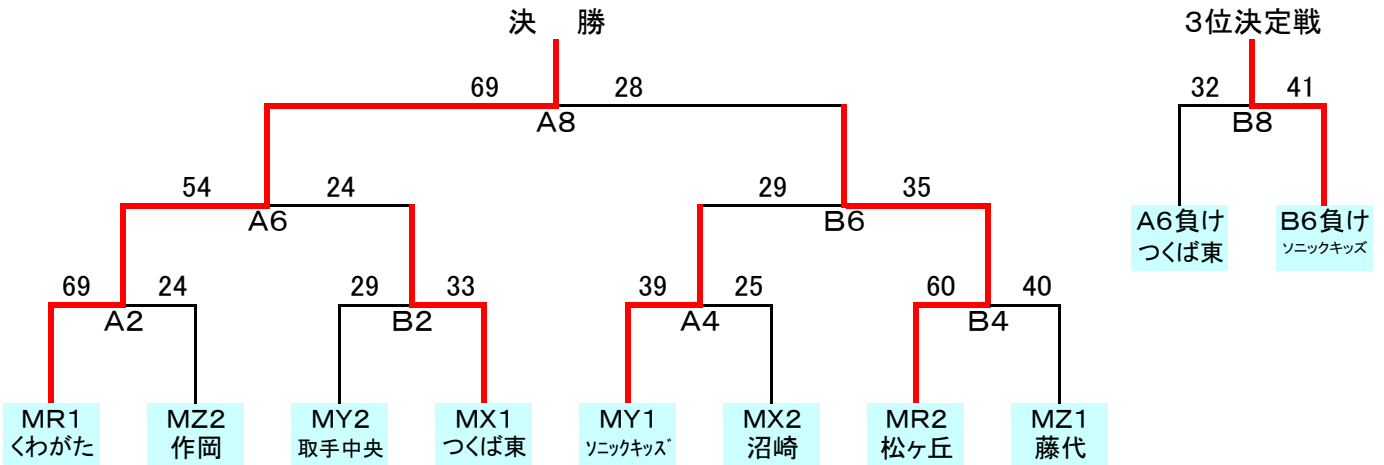 決　勝
３位決定戦
69 28
32 41
A8
B8
54 24
29 35
A6
B6
A6負け
つくば東
B6負け
ソニックキッズ
69 24
29 33
39 25
60 40
A2
B2
A4
B4
MR1
くわがた
MZ2
作岡
MY2
取手中央
MX1
つくば東
MY1
ソニックキッズ
MX2
沼崎
MR2
松ヶ丘
MZ1
藤代